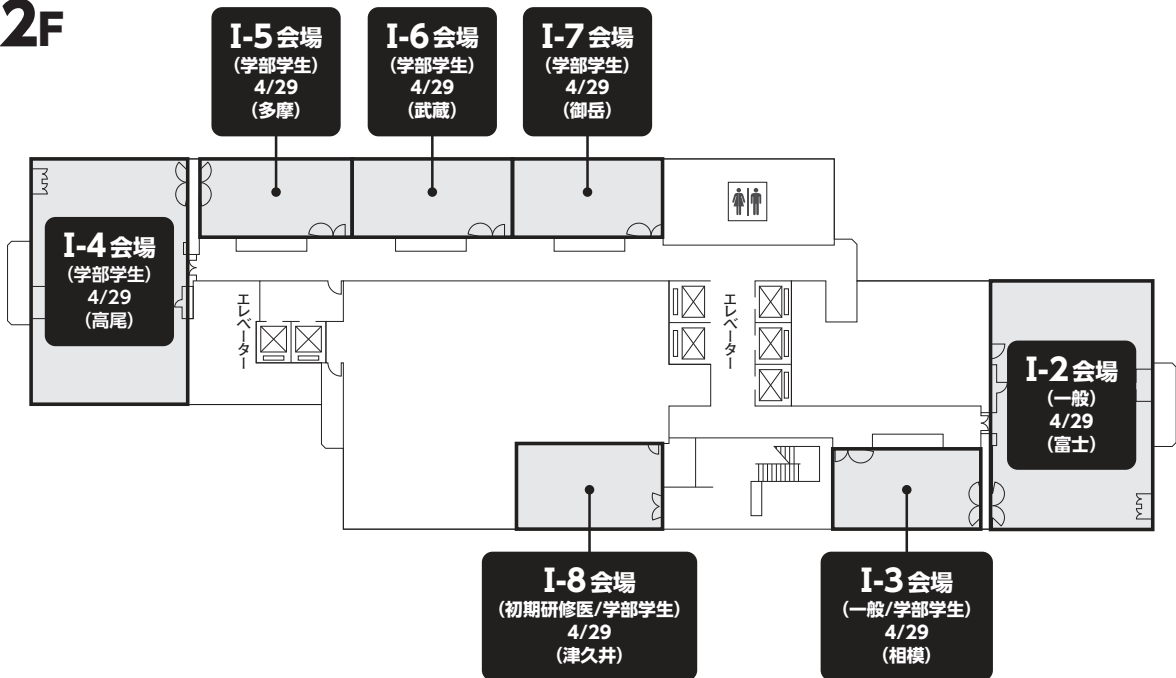 2F
I-5会場
(学部学生)
4/29
(多摩)
I-6会場
(学部学生)
4/29
(武蔵)
I-7会場
(学部学生)
4/29
(御岳)
I-4会場
(学部学生)
4/29
(高尾)
エレベーター
エレベーター
I-2会場
(一般)
4/29
(富士)
I-8会場
(初期研修医/学部学生)
4/29
(津久井)
I-3会場
(一般/学部学生)
4/29
(相模)